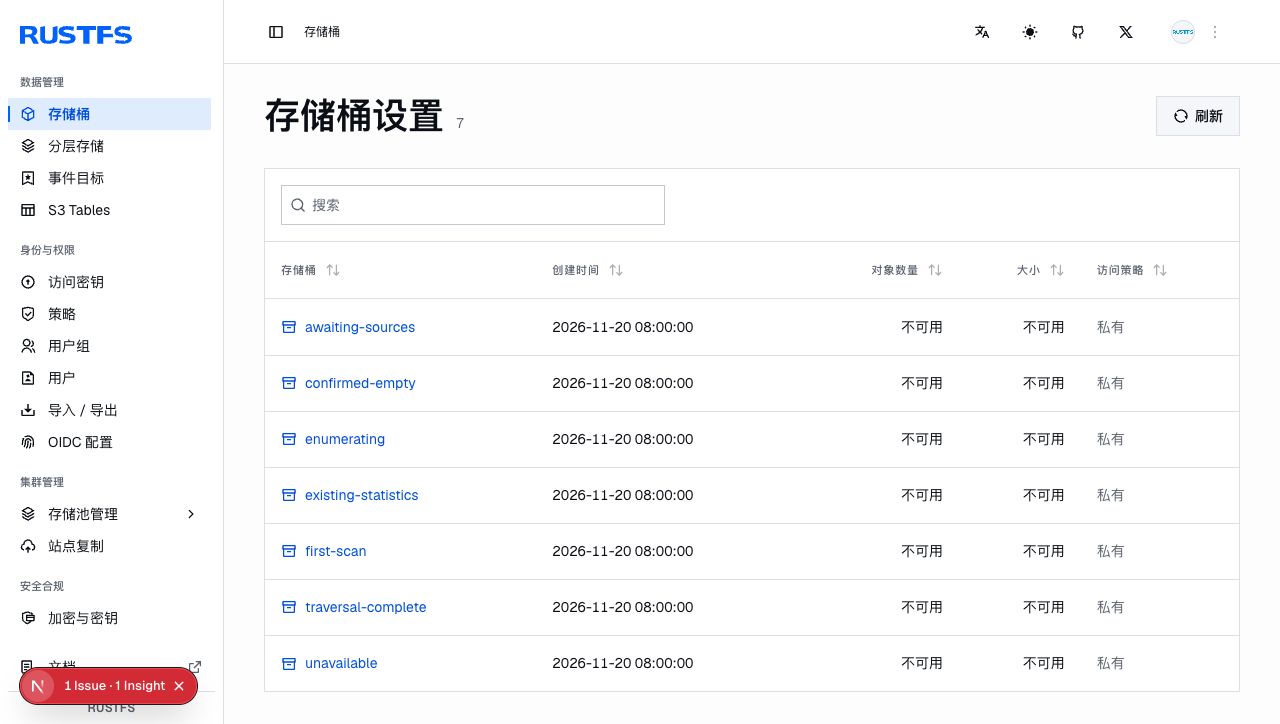 RUSTFS
存储桶
RUSTFS
数据管理
存储桶
分层存储
事件目标
S3 Tables
身份与权限
访问密钥
策略
用户组
用户
导入 / 导出
OIDC 配置
集群管理
存储池管理
站点复制
安全合规
加密与密钥
文档
N 1 Issue · 1 Insight
RUSTFS
存储桶设置 7
刷新
搜索
存储桶 创建时间 对象数量 大小 访问策略
awaiting-sources 2026-11-20 08:00:00 不可用 不可用 私有
confirmed-empty 2026-11-20 08:00:00 不可用 不可用 私有
enumerating 2026-11-20 08:00:00 不可用 不可用 私有
existing-statistics 2026-11-20 08:00:00 不可用 不可用 私有
first-scan 2026-11-20 08:00:00 不可用 不可用 私有
traversal-complete 2026-11-20 08:00:00 不可用 不可用 私有
unavailable 2026-11-20 08:00:00 不可用 不可用 私有